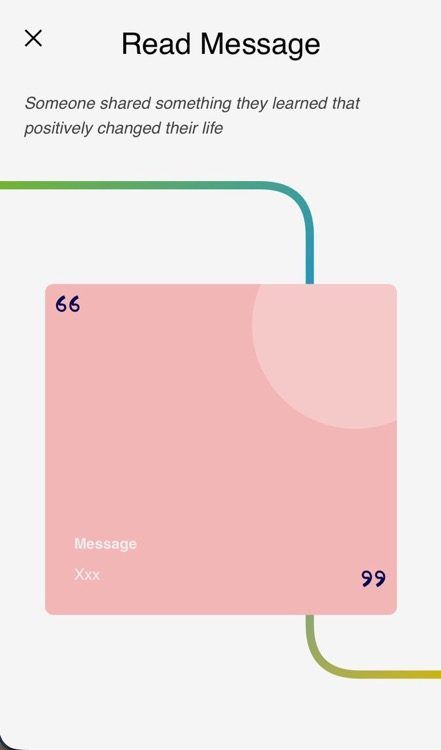 Read Message
Someone shared something they learned that
positively changed their life
“
Message
Xxx
”